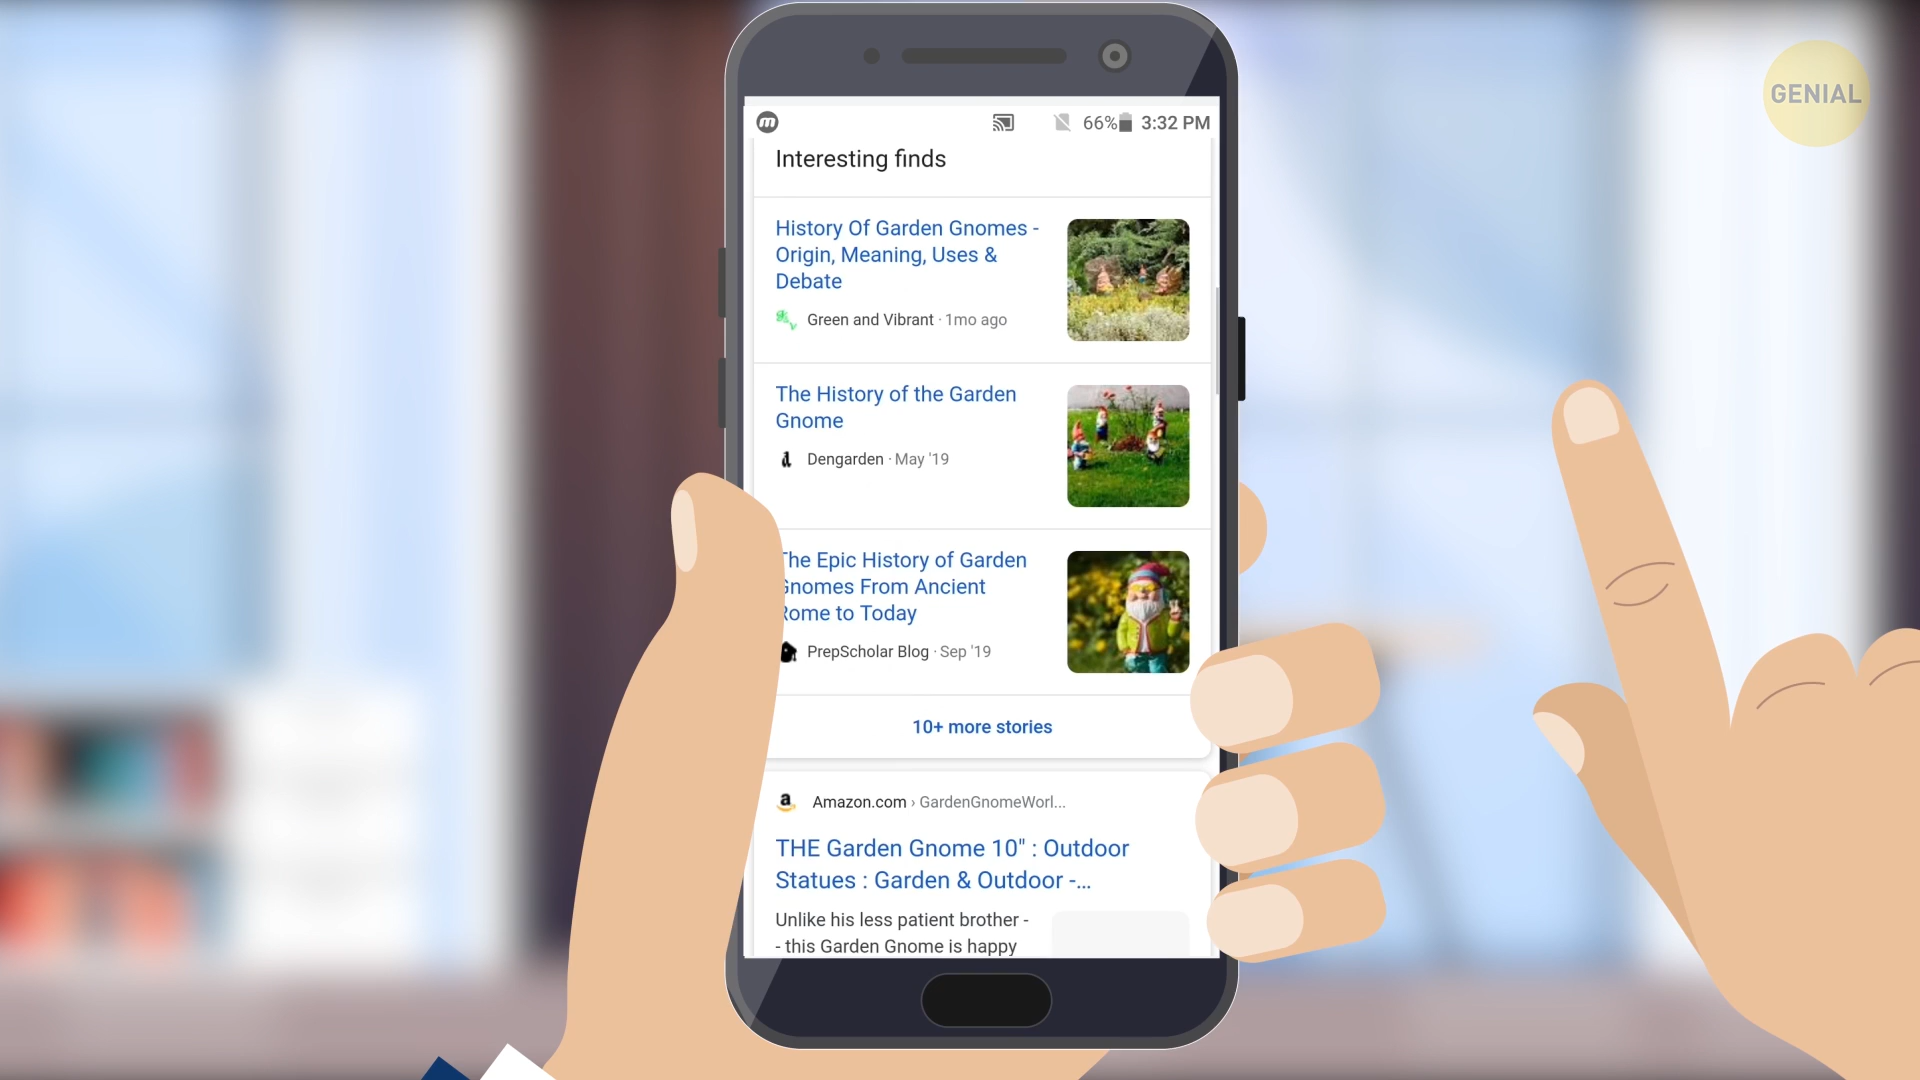 GENIAL
66% 3:32 PM
Interesting finds
History Of Garden Gnomes -
Origin, Meaning, Uses &
Debate
Green and Vibrant · 1mo ago
The History of the Garden
Gnome
Dengarden · May '19
The Epic History of Garden
Gnomes From Ancient
Rome to Today
PrepScholar Blog · Sep '19
10+ more stories
Amazon.com › GardenGnomeWorl...
THE Garden Gnome 10" : Outdoor
Statues : Garden & Outdoor -...
Unlike his less patient brother -
- this Garden Gnome is happy